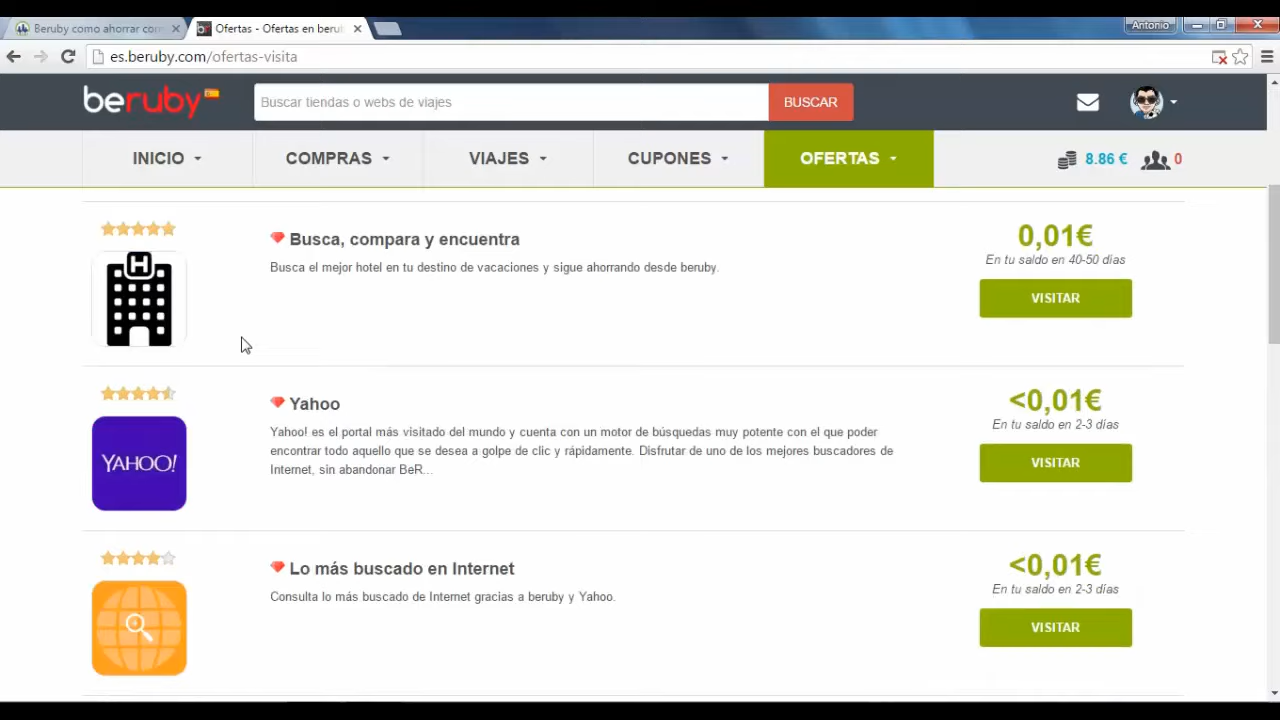 Beruby como ahorrar com
Ofertas - Ofertas en beru
Antonio
es.beruby.com/ofertas-visita
beruby
Buscar tiendas o webs de viajes
BUSCAR
INICIO
COMPRAS
VIAJES
CUPONES
OFERTAS
8.86 €
0
Busca, compara y encuentra
Busca el mejor hotel en tu destino de vacaciones y sigue ahorrando desde beruby.
H
0,01€
En tu saldo en 40-50 días
VISITAR
Yahoo
Yahoo! es el portal más visitado del mundo y cuenta con un motor de búsquedas muy potente con el que poder
encontrar todo aquello que se desea a golpe de clic y rápidamente. Disfrutar de uno de los mejores buscadores de
Internet, sin abandonar BeR...
YAHOO!
<0,01€
En tu saldo en 2-3 días
VISITAR
Lo más buscado en Internet
Consulta lo más buscado de Internet gracias a beruby y Yahoo.
<0,01€
En tu saldo en 2-3 días
VISITAR